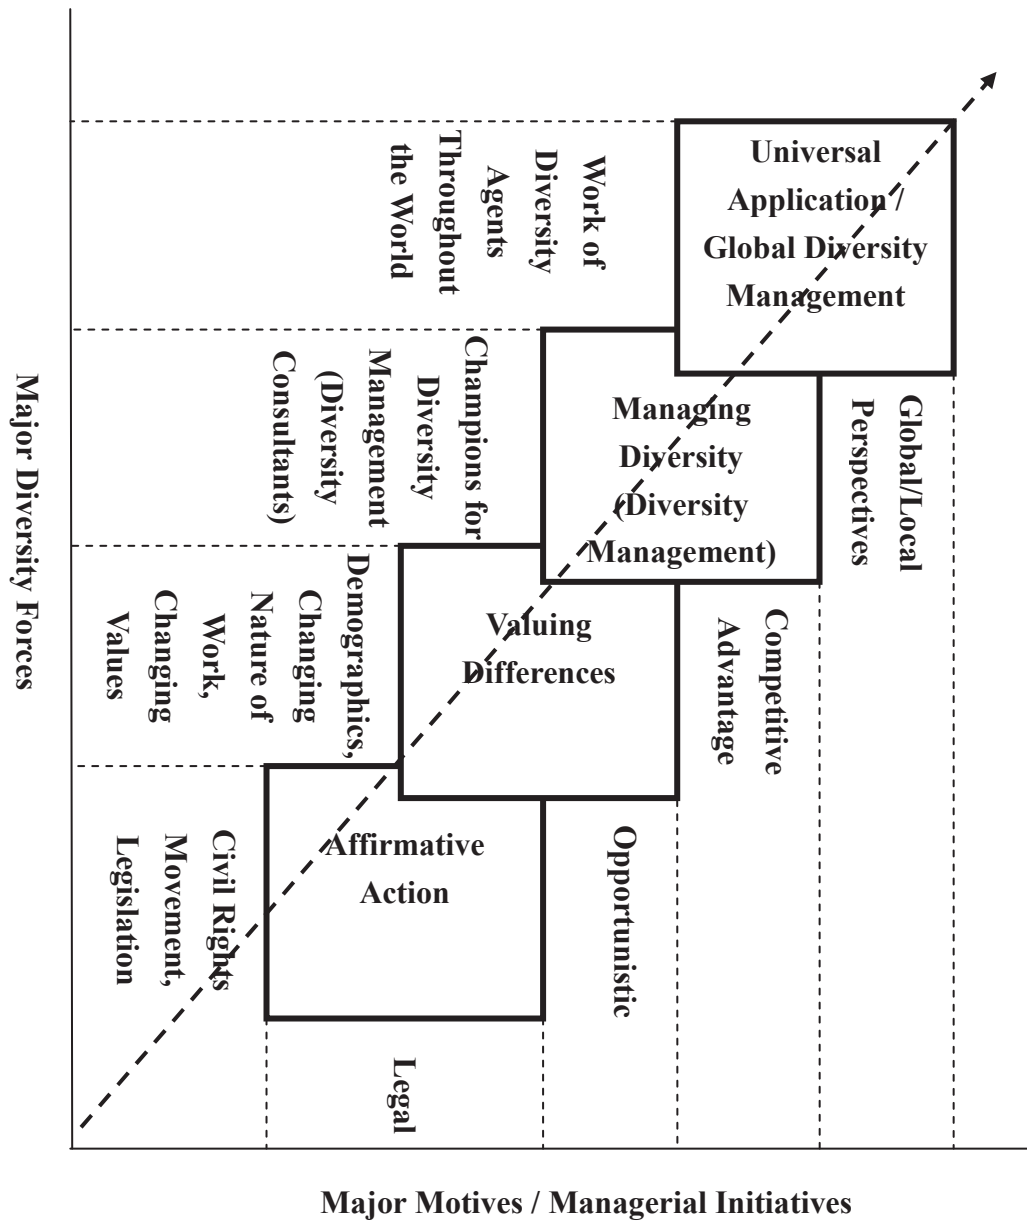 Universal
Application /
Global Diversity
Management
Work of
Diversity
Agents
Throughout
the World
Managing
Diversity
(Diversity
Management)
Champions for
Diversity
Management
(Diversity
Consultants)
Global/Local
Perspectives
Major Diversity Forces
Valuing
Differences
Demographics,
Changing
Nature of
Work,
Changing
Values
Competitive
Advantage
Affirmative
Action
Civil Rights
Movement,
Legislation
Opportunistic
Legal
Major Motives / Managerial Initiatives